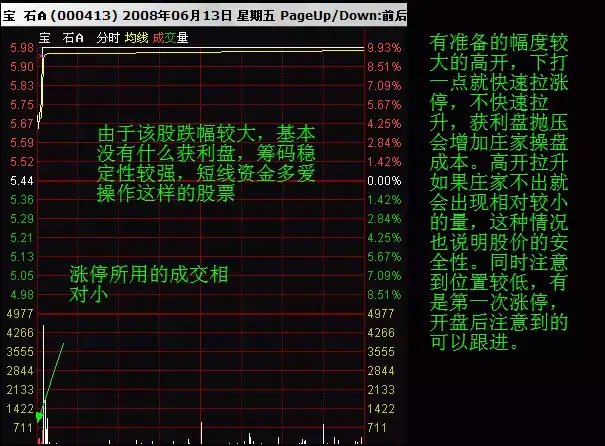 宝 石A (000413) 2008年06月13日 星期五 PageUp/Down:前后
宝 石A 分时 均线 成交量
5.98 9.93%
5.90 8.51%
5.83 7.09%
5.75 5.67%
5.67 4.25%
5.59 2.84%
5.52 1.42%
5.44 0.00%
5.36 1.42%
5.29 2.84%
5.21 4.25%
5.13 5.67%
5.05 7.09%
4.98 8.51%
4977 4977
4266 4266
3555 3555
2844 2844
2133 2133
1422 1422
711 711
由于该股跌幅较大，基本
没有什么获利盘，筹码稳
定性较强，短线资金多爱
操作这样的股票
涨停所用的成交相
对小
有准备的幅度较
大的高开，下打
一点就快速拉涨
停，不快速拉
升，获利盘抛压
会增加庄家操盘
成本。高开拉升
如果庄家不出就
会出现相对较小
的量，这种情况
也说明股价的安
全性。同时注意
到位置较低，有
是第一次涨停，
开盘后注意到的
可以跟进。